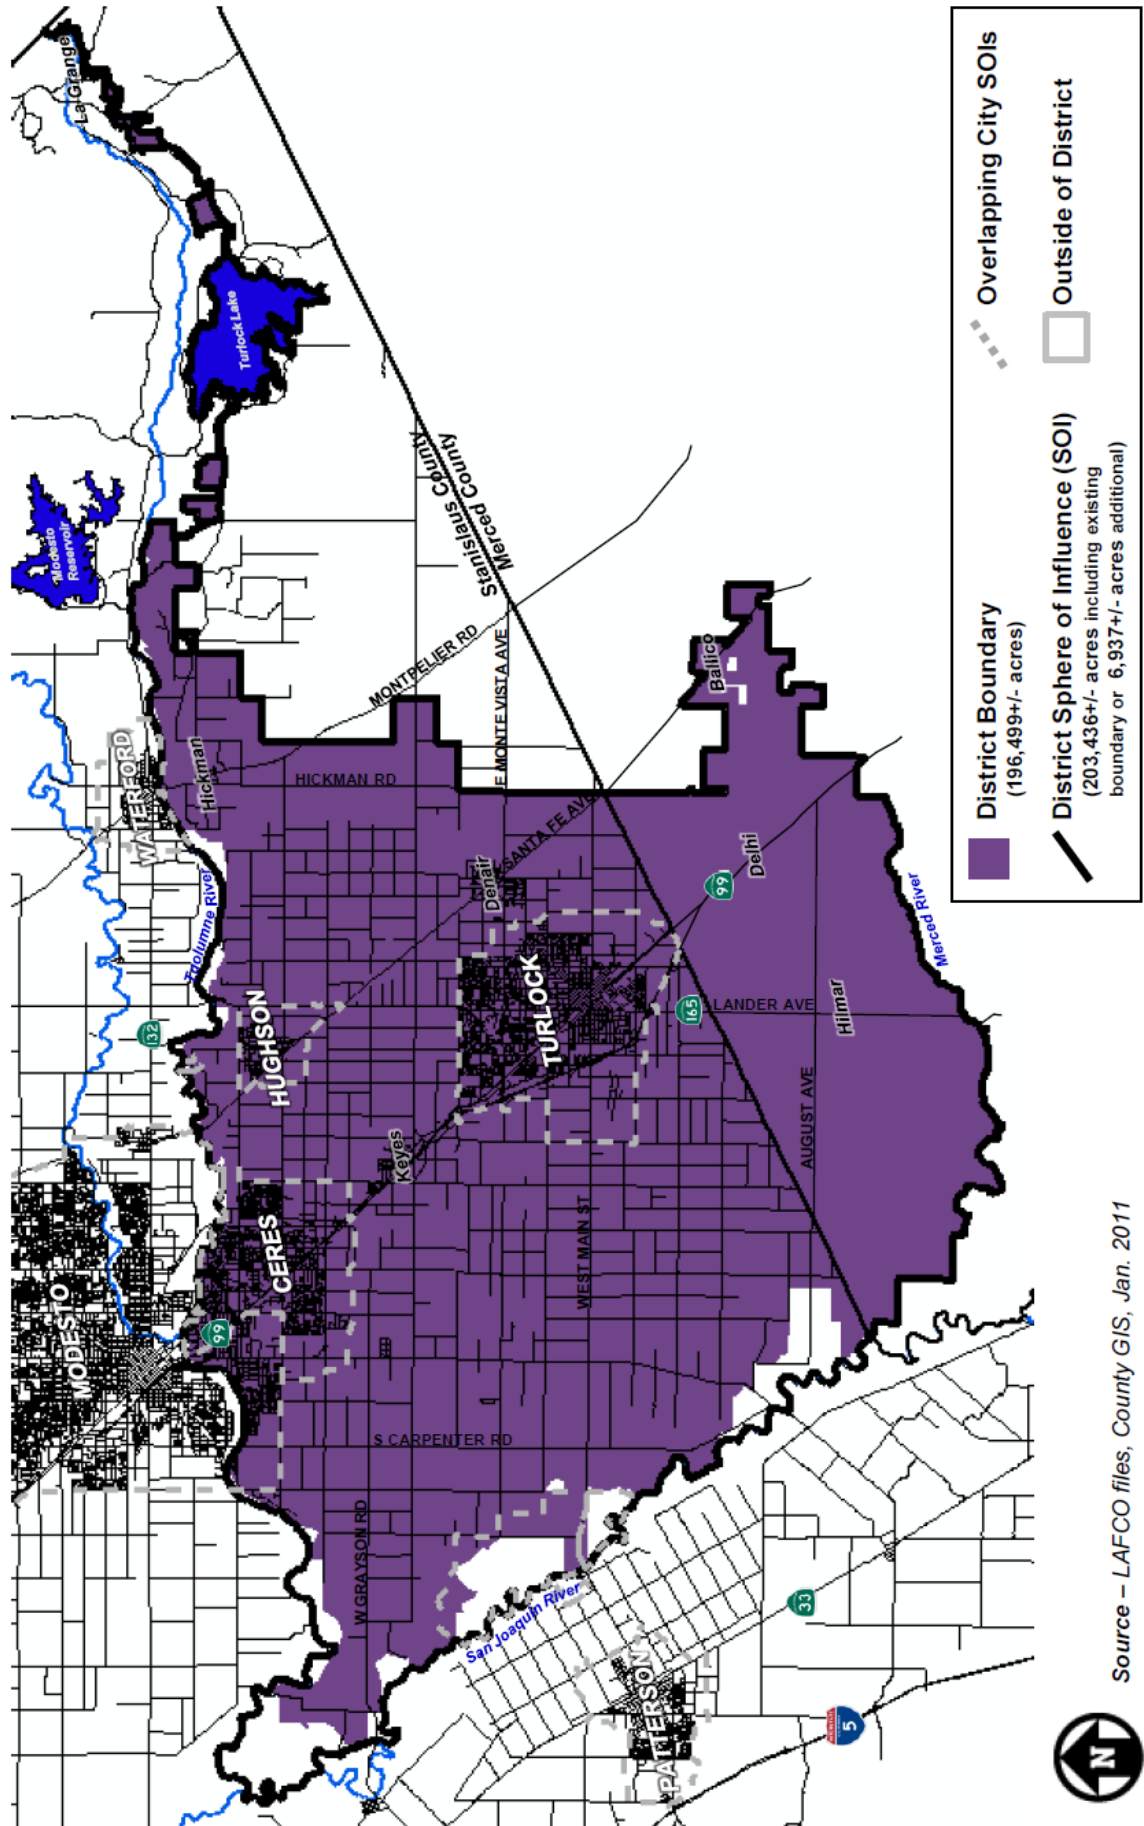 La Grange
Turlock Lake
Modesto
Reservoir
Stanislaus County
Merced County
MONTPELIER RD
E MONTE VISTA AVE
Ballico
WATERFORD
Hickman
HICKMAN RD
SANTA FE AVE
Denair
Delhi
99
Tuolumne River
Merced River
132
HUGHSON
TURLOCK
165
LANDER AVE
Hilmar
Keyes
AUGUST AVE
MODESTO
CERES
99
WEST MAIN ST
S CARPENTER RD
W GRAYSON RD
San Joaquin River
PATTERSON
33
5
District Boundary
(196,499+/- acres)
District Sphere of Influence (SOI)
(203,436+/- acres including existing
boundary or 6,937+/- acres additional)
Overlapping City SOIs
Outside of District
Source – LAFCO files, County GIS, Jan. 2011
N